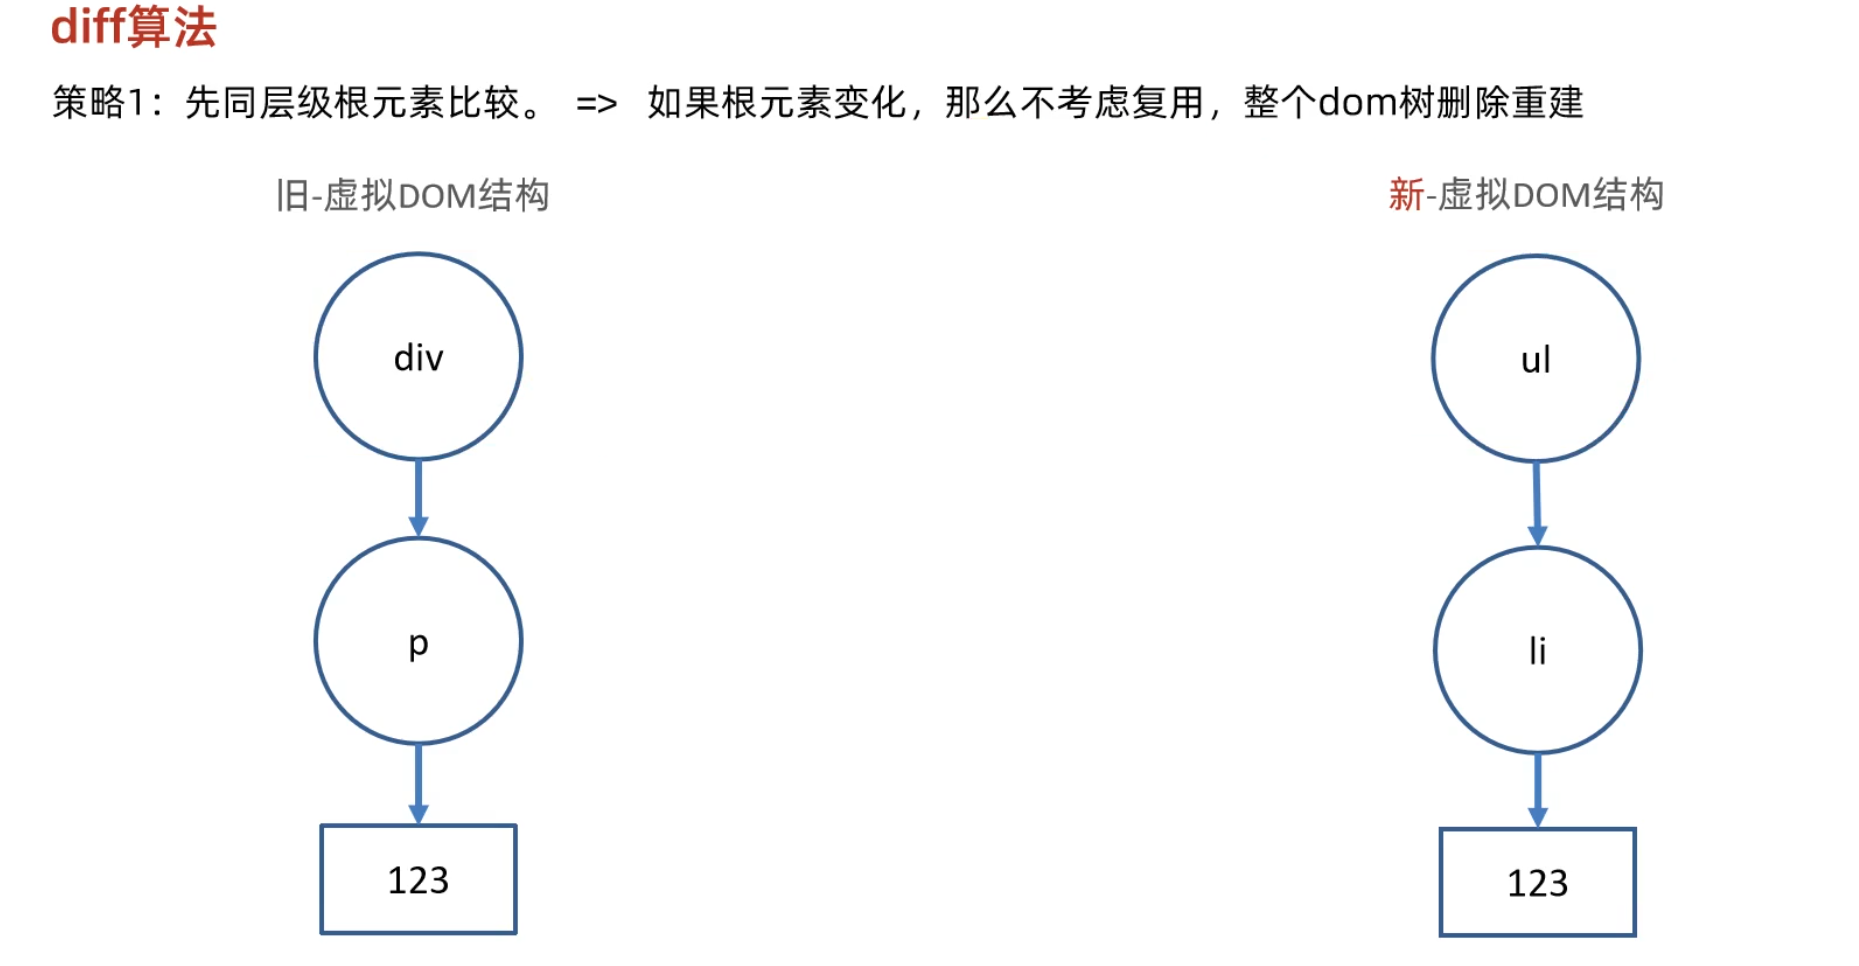 diff算法
策略1：先同层级根元素比较。 => 如果根元素变化，那么不考虑复用，整个dom树删除重建
旧-虚拟DOM结构
新-虚拟DOM结构
div
ul
p
li
123
123